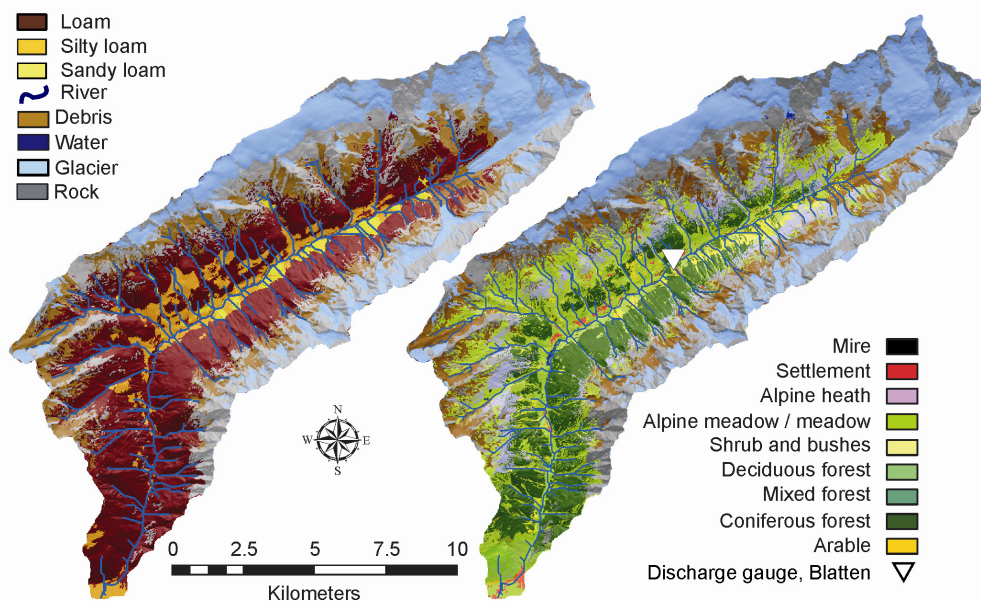 Loam
Silty loam
Sandy loam
River
Debris
Water
Glacier
Rock
N
W E
S
0 2.5 5 7.5 10
Kilometers
Mire
Settlement
Alpine heath
Alpine meadow / meadow
Shrub and bushes
Deciduous forest
Mixed forest
Coniferous forest
Arable
Discharge gauge, Blatten